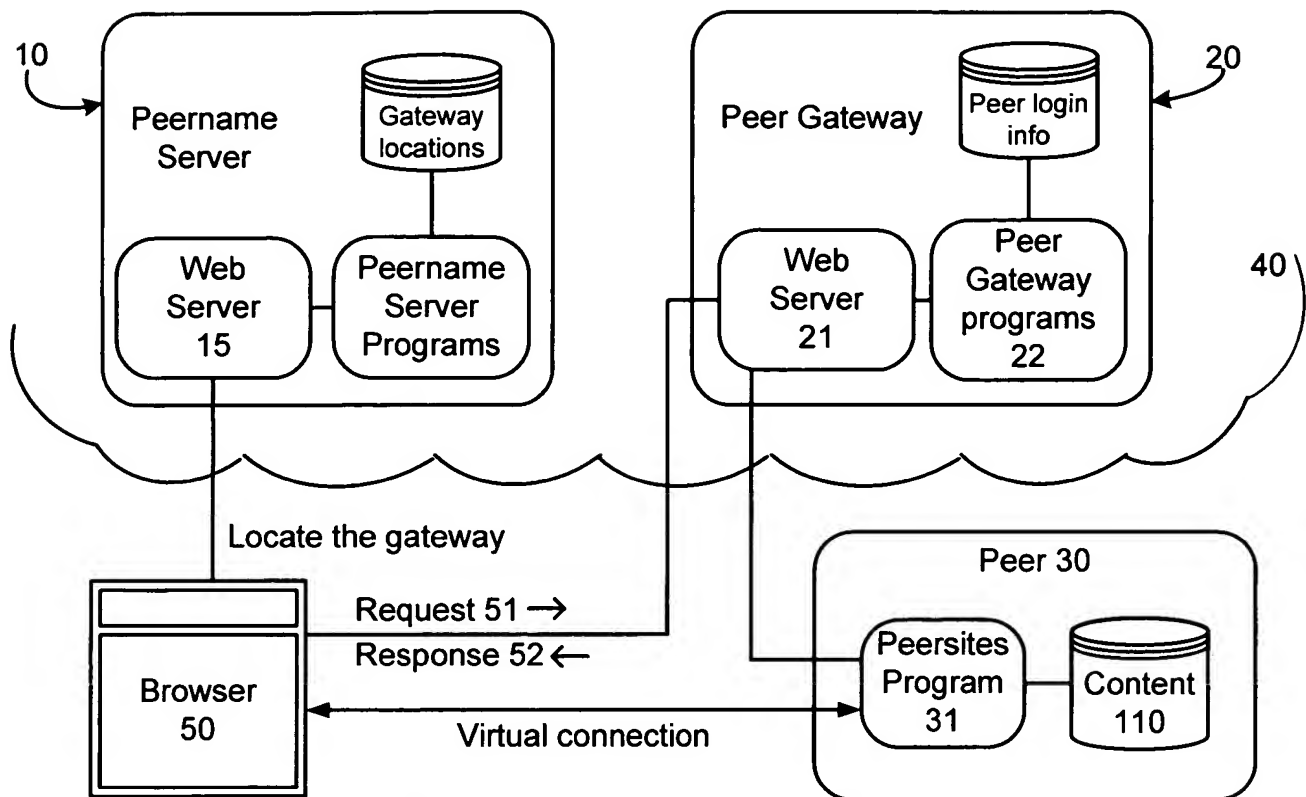 10
Peername
Server
Gateway
locations
Web
Server
15
Peername
Server
Programs
20
Peer Gateway
Peer login
info
Web
Server
21
Peer
Gateway
programs
22
40
Locate the gateway
Request 51 →
Response 52 ←
Browser
50
Virtual connection
Peer 30
Peersites
Program
31
Content
110